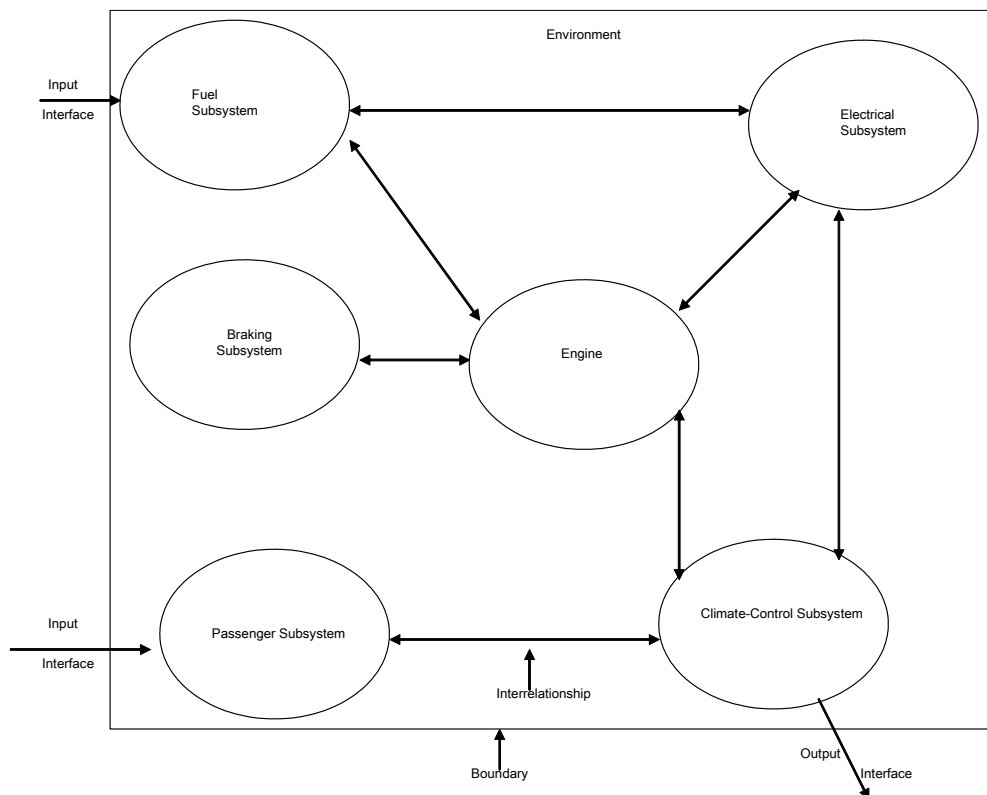 Environment
Input
Interface
Fuel
Subsystem
Electrical
Subsystem
Braking
Subsystem
Engine
Input
Interface
Passenger Subsystem
Climate-Control Subsystem
Interrelationship
Boundary
Output
Interface